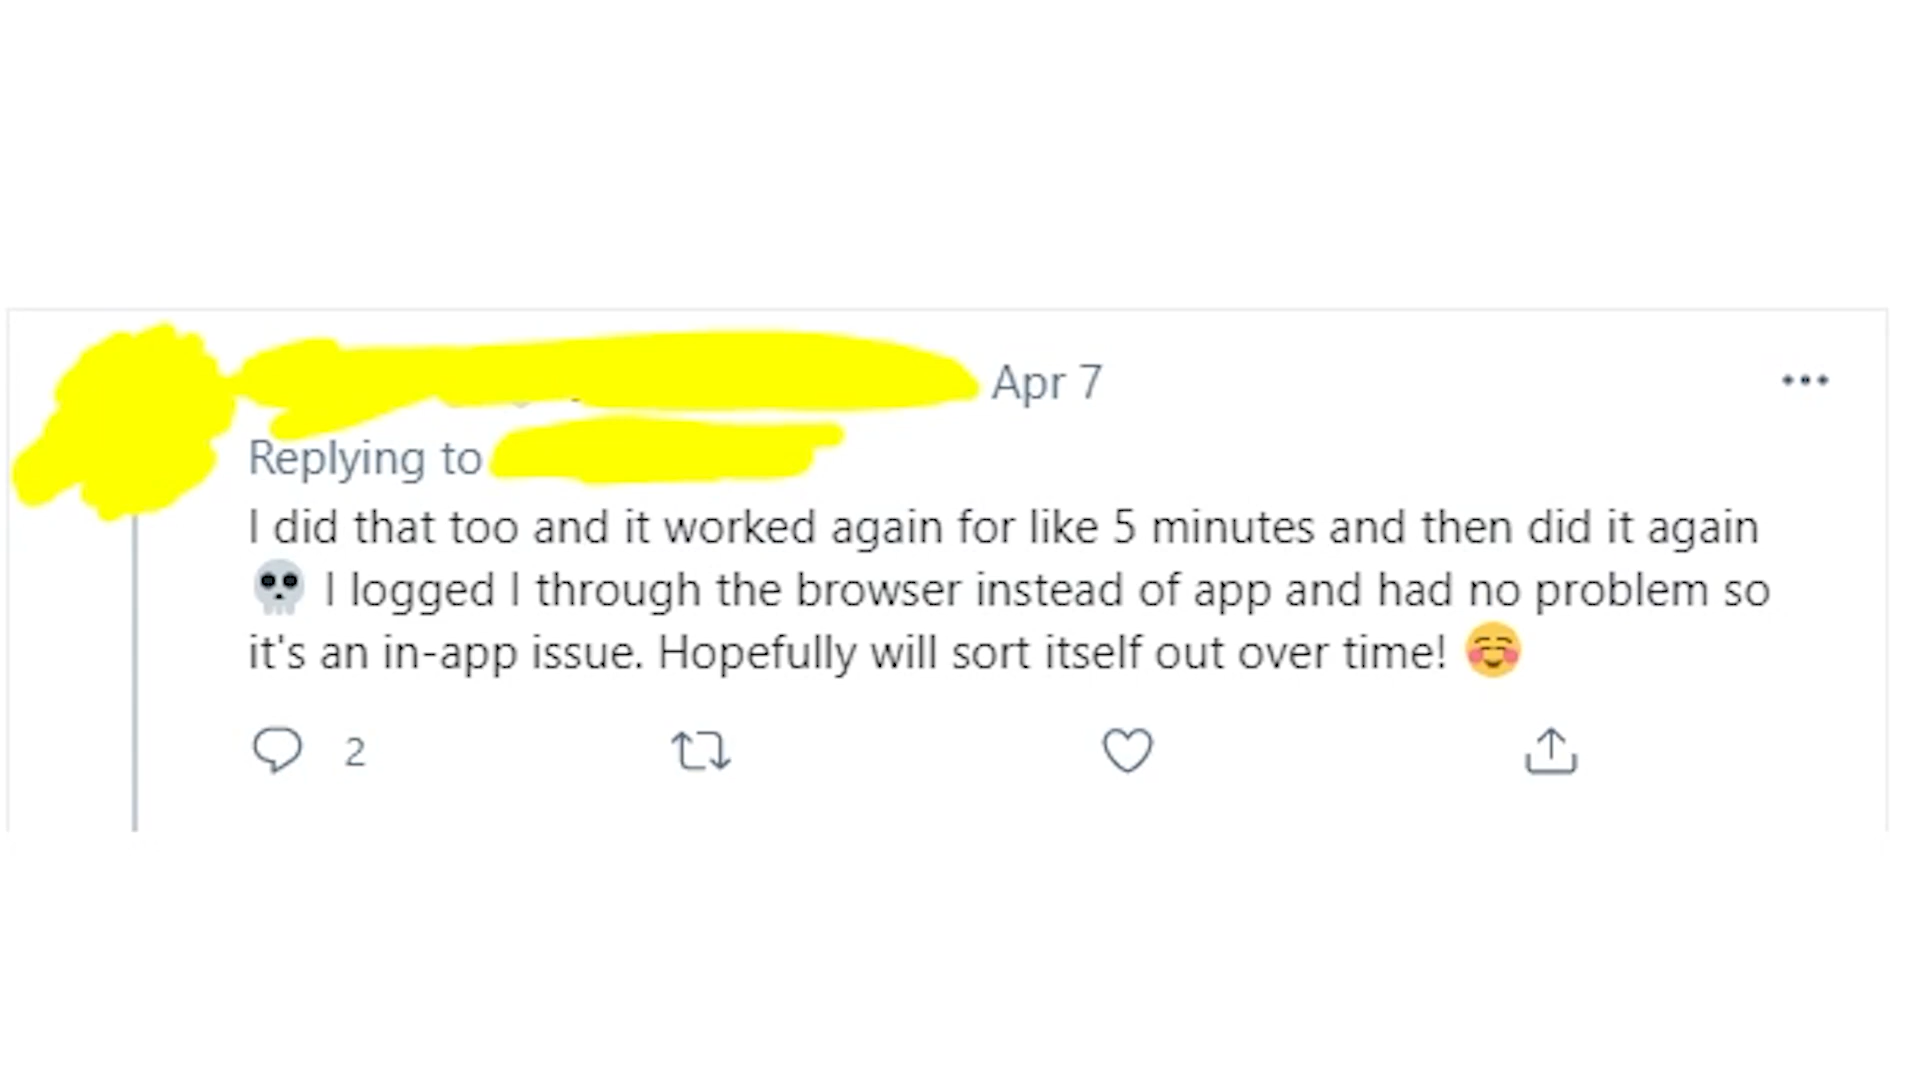 Apr 7
Replying to
I did that too and it worked again for like 5 minutes and then did it again
💀 I logged I through the browser instead of app and had no problem so
it's an in-app issue. Hopefully will sort itself out over time! ☺️
2